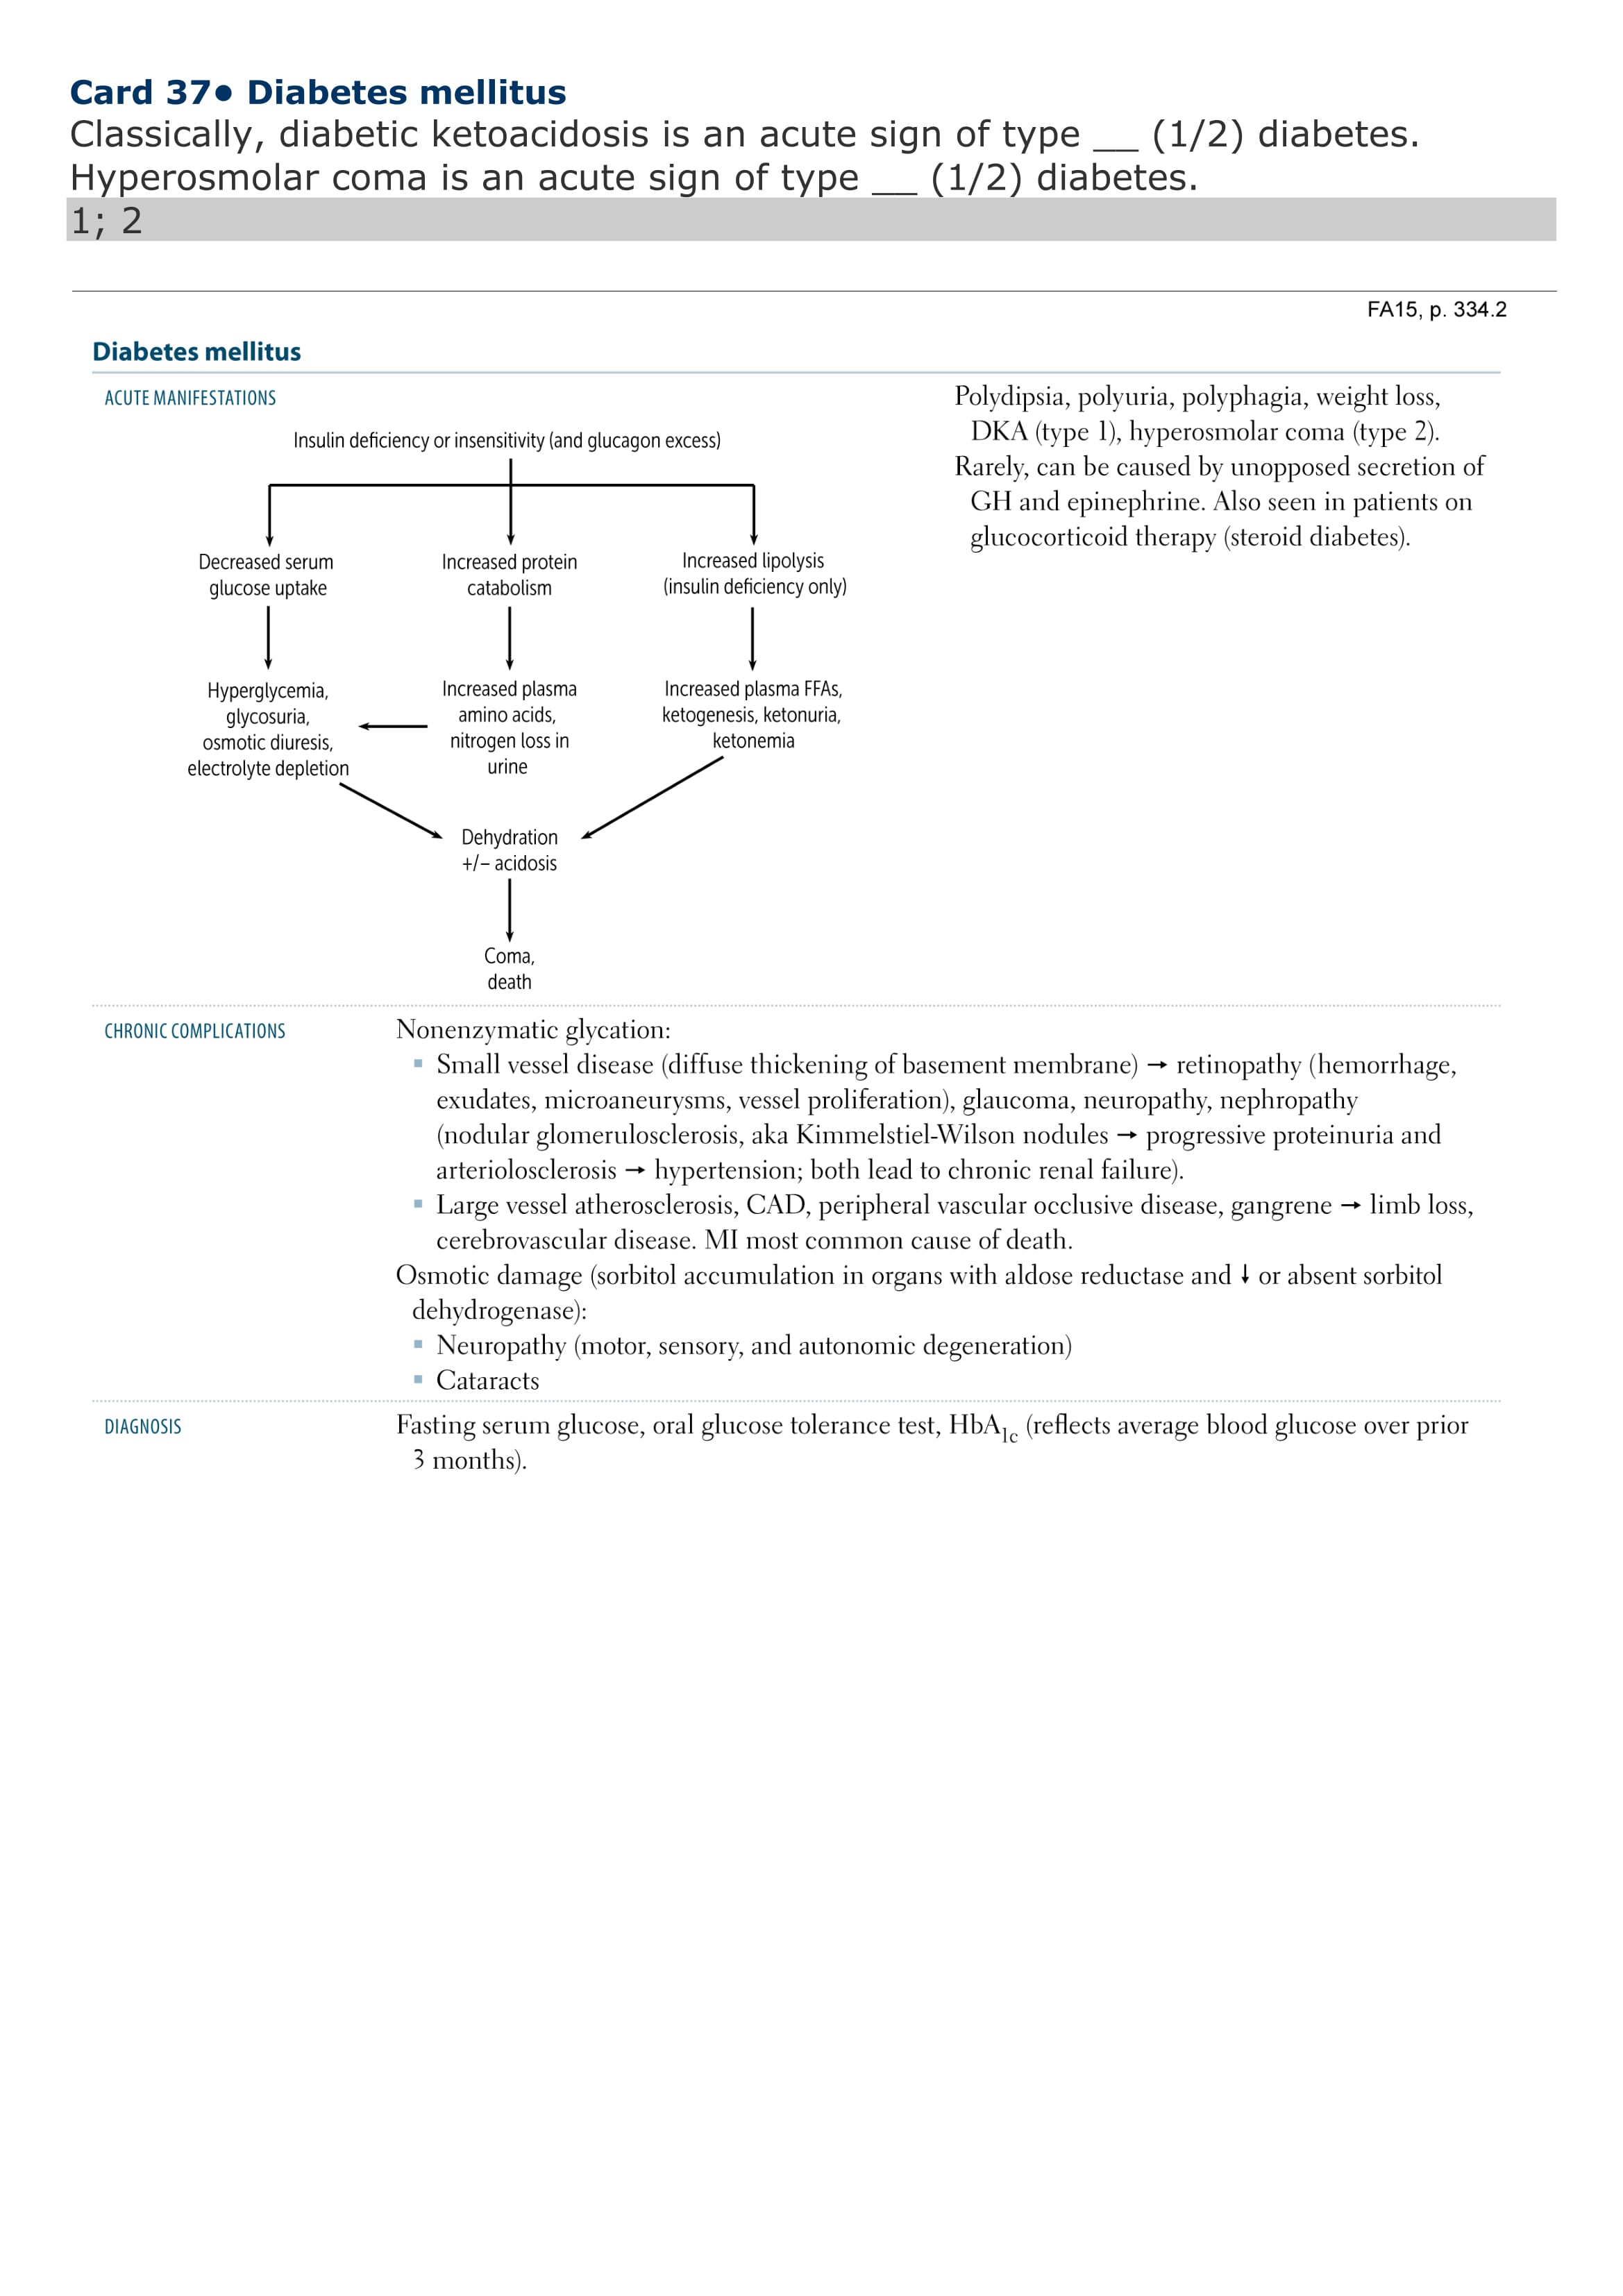 Card 37● Diabetes mellitus
Classically, diabetic ketoacidosis is an acute sign of type __ (1/2) diabetes.
Hyperosmolar coma is an acute sign of type __ (1/2) diabetes.
1; 2
FA15, p. 334.2
Diabetes mellitus
ACUTE MANIFESTATIONS
Insulin deficiency or insensitivity (and glucagon excess)
Decreased serum
glucose uptake
Increased protein
catabolism
Increased lipolysis
(insulin deficiency only)
Hyperglycemia,
glycosuria,
osmotic diuresis,
electrolyte depletion
Increased plasma
amino acids,
nitrogen loss in
urine
Increased plasma FFAs,
ketogenesis, ketonuria,
ketonemia
Dehydration
+/– acidosis
Coma,
death
Polydipsia, polyuria, polyphagia, weight loss,
DKA (type 1), hyperosmolar coma (type 2).
Rarely, can be caused by unopposed secretion of
GH and epinephrine. Also seen in patients on
glucocorticoid therapy (steroid diabetes).
CHRONIC COMPLICATIONS
Nonenzymatic glycation:
▪ Small vessel disease (diffuse thickening of basement membrane) → retinopathy (hemorrhage,
exudates, microaneurysms, vessel proliferation), glaucoma, neuropathy, nephropathy
(nodular glomerulosclerosis, aka Kimmelstiel-Wilson nodules → progressive proteinuria and
arteriolosclerosis → hypertension; both lead to chronic renal failure).
▪ Large vessel atherosclerosis, CAD, peripheral vascular occlusive disease, gangrene → limb loss,
cerebrovascular disease. MI most common cause of death.
Osmotic damage (sorbitol accumulation in organs with aldose reductase and ↓ or absent sorbitol
dehydrogenase):
▪ Neuropathy (motor, sensory, and autonomic degeneration)
▪ Cataracts
DIAGNOSIS
Fasting serum glucose, oral glucose tolerance test, HbA1c (reflects average blood glucose over prior
3 months).